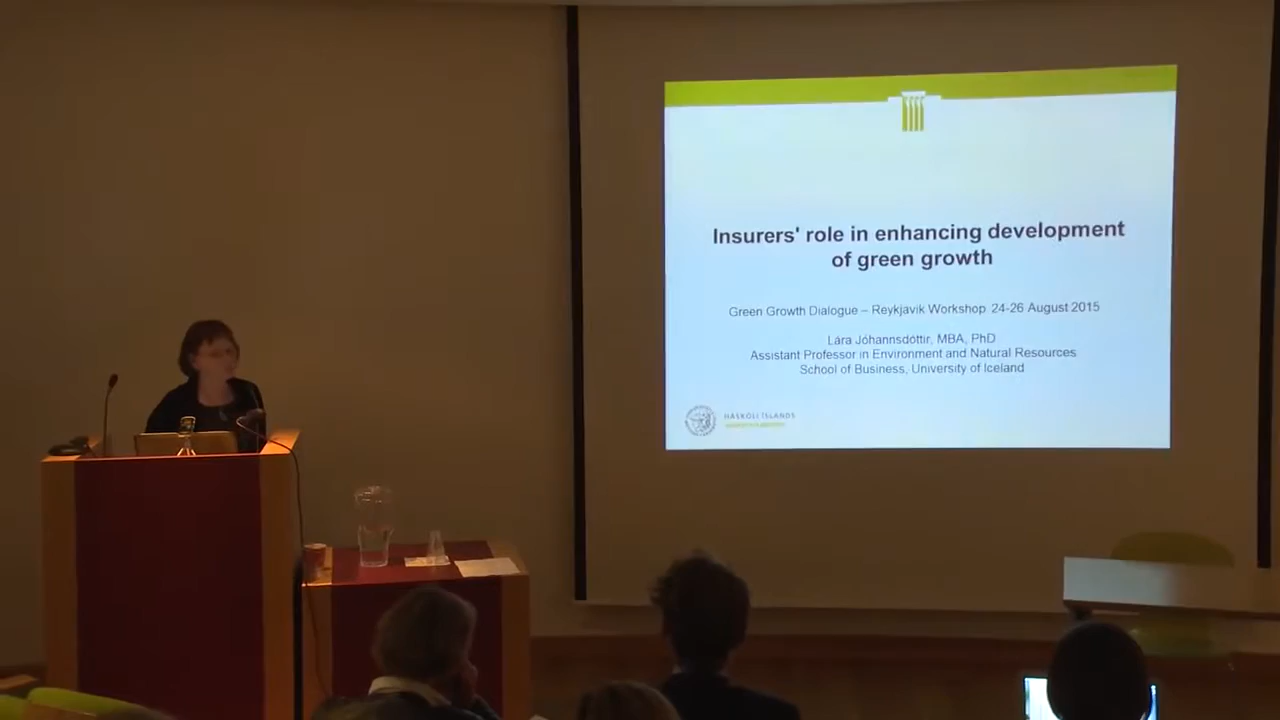 Insurers' role in enhancing development
of green growth
Green Growth Dialogue – Reykjavik Workshop 24-26 August 2015
Lára Jóhannsdóttir, MBA, PhD
Assistant Professor in Environment and Natural Resources
School of Business, University of Iceland
HÁSKÓLI ÍSLANDS